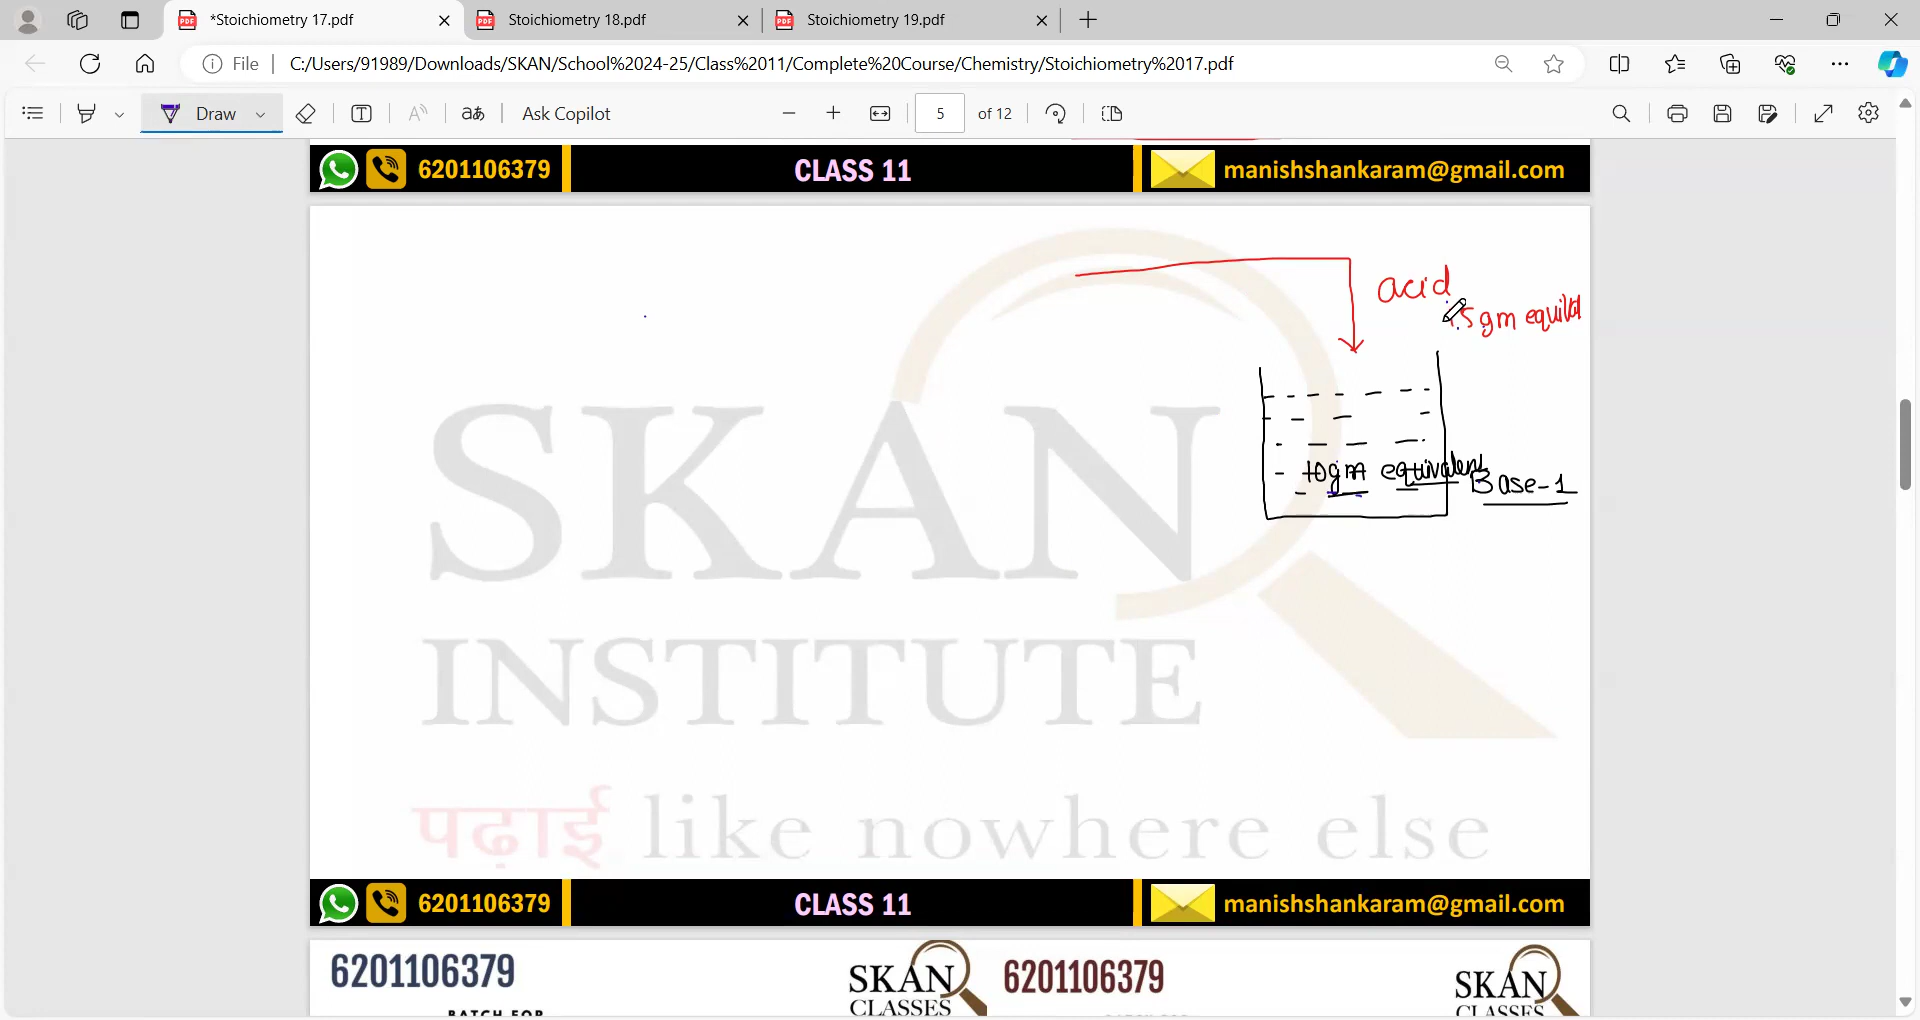 *Stoichiometry 17.pdf
Stoichiometry 18.pdf
Stoichiometry 19.pdf
File
C:/Users/91989/Downloads/SKAN/School%2024-25/Class%2011/Complete%20Course/Chemistry/Stoichiometry%2017.pdf
Draw
Ask Copilot
5 of 12
6201106379
CLASS 11
manishshankaram@gmail.com
acid
gm
10gm equivalent
Base-1
SKAN
INSTITUTE
पढ़ाई like nowhere else
6201106379
CLASS 11
manishshankaram@gmail.com
6201106379
SKAN
CLASSES
6201106379
SKAN
BATCH FOR